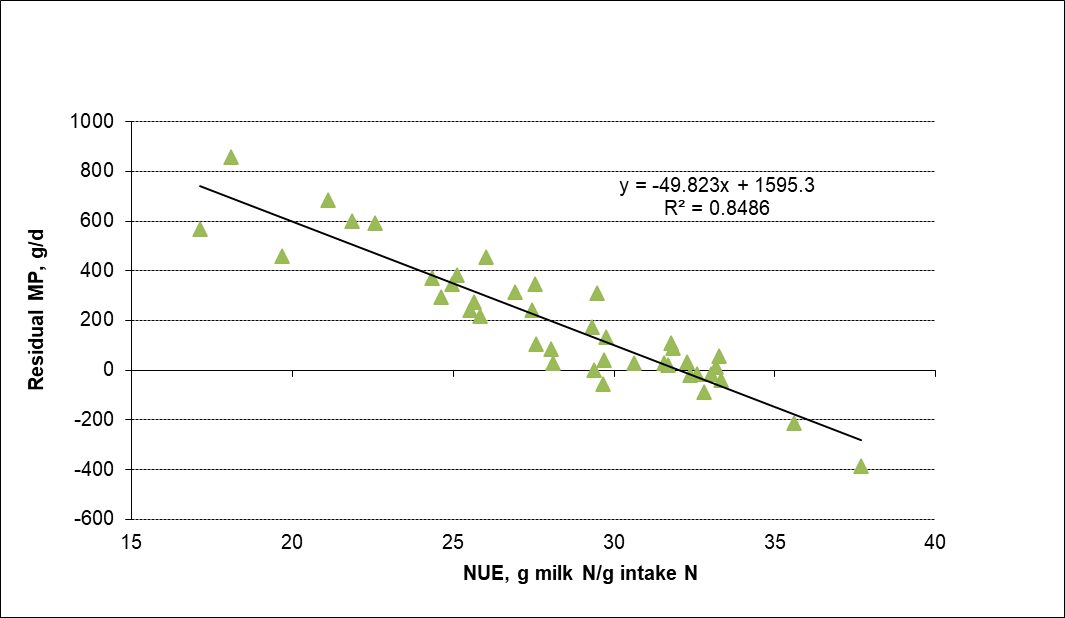 1000
800
600
400
200
0
-200
-400
-600
Residual MP, g/d
y = -49.823x + 1595.3
R² = 0.8486
15 20 25 30 35 40
NUE, g milk N/g intake N